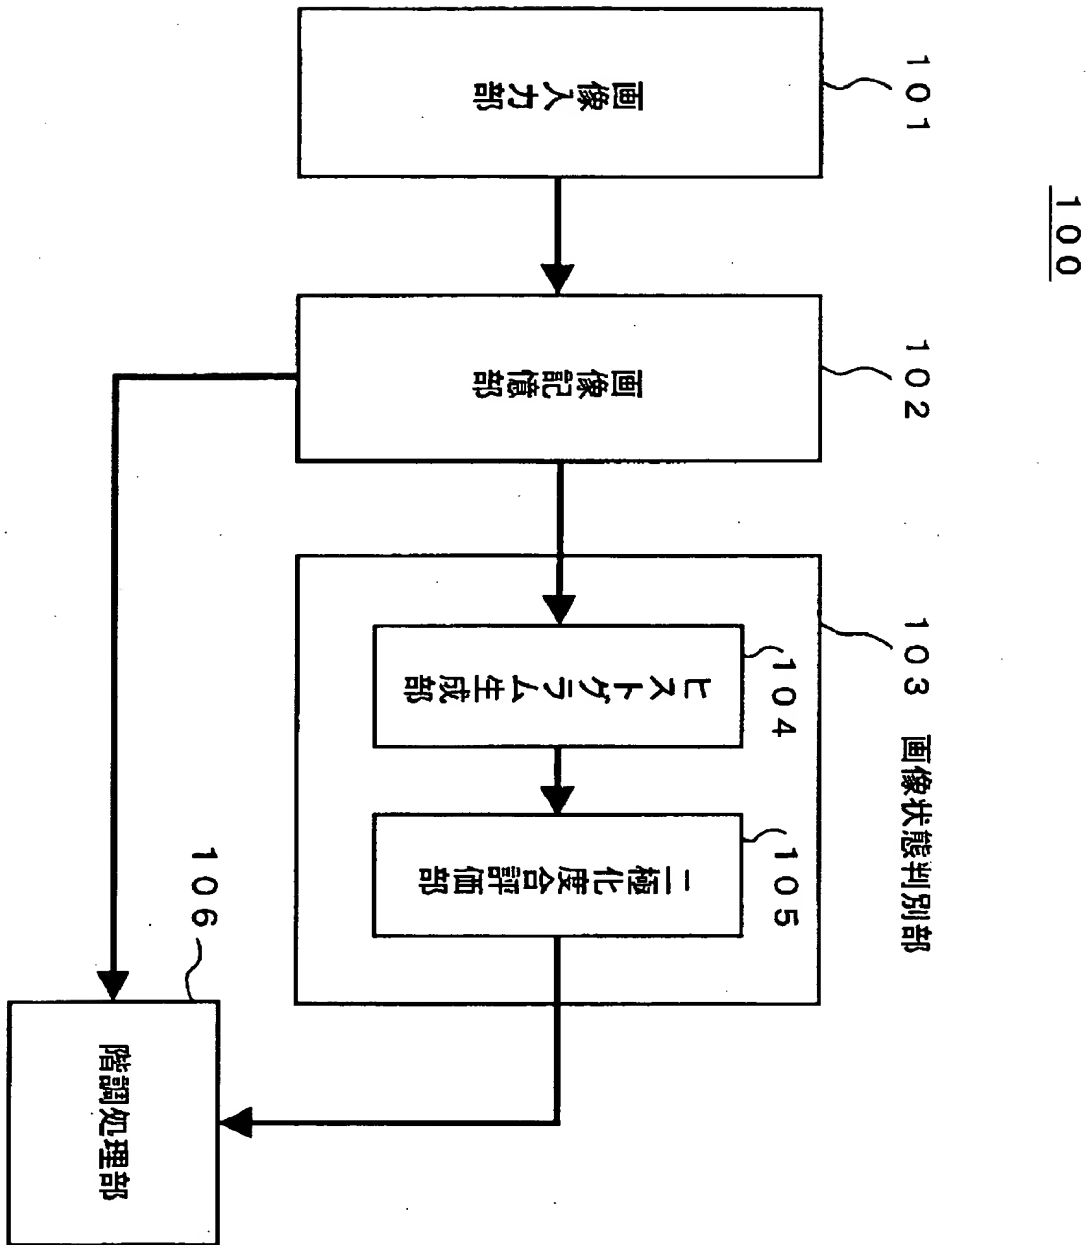 100
101
画像入力部
102
画像記憶部
103 画像状態判別部
104
ヒストグラム生成部
105
二極化度合評価部
106
階調処理部